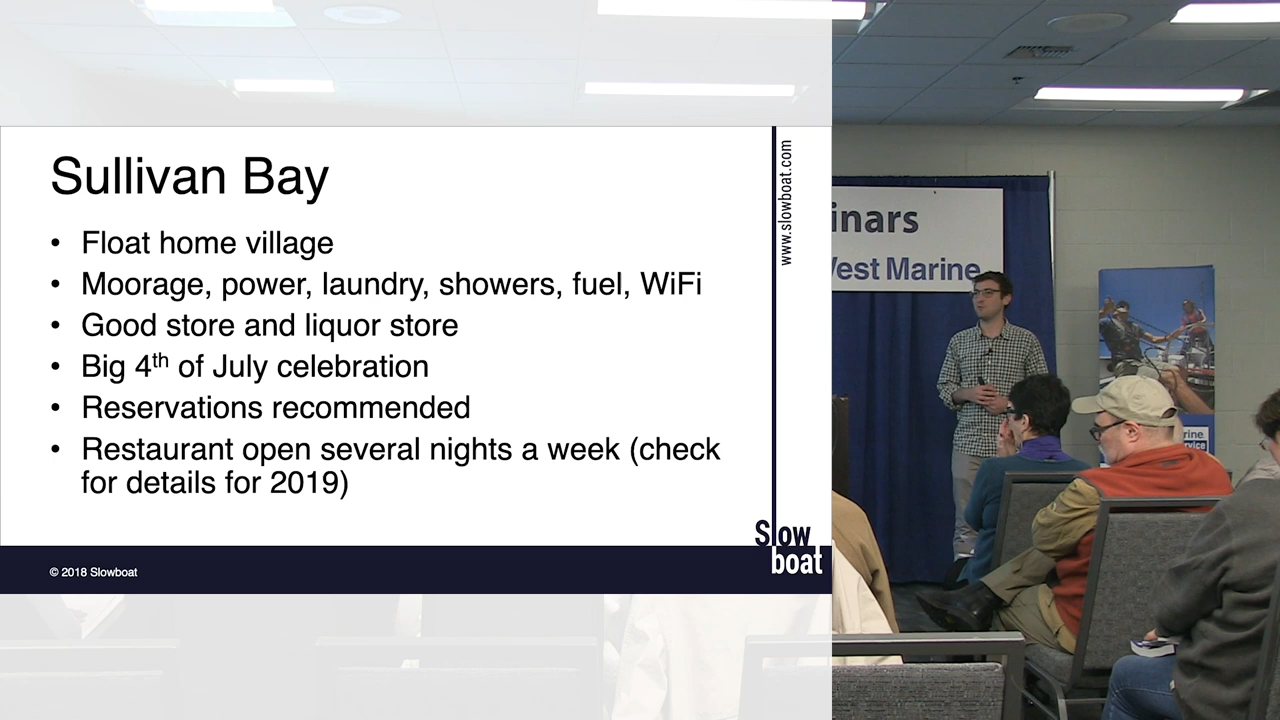 Sullivan Bay
• Float home village
• Moorage, power, laundry, showers, fuel, WiFi
• Good store and liquor store
• Big 4th of July celebration
• Reservations recommended
• Restaurant open several nights a week (check
for details for 2019)
© 2018 Slowboat
www.slowboat.com
Slow
boat
inars
West Marine
rine